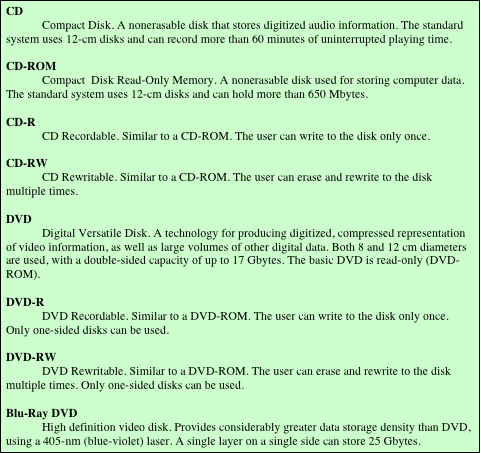 CD
Compact Disk. A nonerasable disk that stores digitized audio information. The standard
system uses 12-cm disks and can record more than 60 minutes of uninterrupted playing time.
CD-ROM
Compact Disk Read-Only Memory. A nonerasable disk used for storing computer data.
The standard system uses 12-cm disks and can hold more than 650 Mbytes.
CD-R
CD Recordable. Similar to a CD-ROM. The user can write to the disk only once.
CD-RW
CD Rewritable. Similar to a CD-ROM. The user can erase and rewrite to the disk
multiple times.
DVD
Digital Versatile Disk. A technology for producing digitized, compressed representation
of video information, as well as large volumes of other digital data. Both 8 and 12 cm diameters
are used, with a double-sided capacity of up to 17 Gbytes. The basic DVD is read-only (DVD-
ROM).
DVD-R
DVD Recordable. Similar to a DVD-ROM. The user can write to the disk only once.
Only one-sided disks can be used.
DVD-RW
DVD Rewritable. Similar to a DVD-ROM. The user can erase and rewrite to the disk
multiple times. Only one-sided disks can be used.
Blu-Ray DVD
High definition video disk. Provides considerably greater data storage density than DVD,
using a 405-nm (blue-violet) laser. A single layer on a single side can store 25 Gbytes.